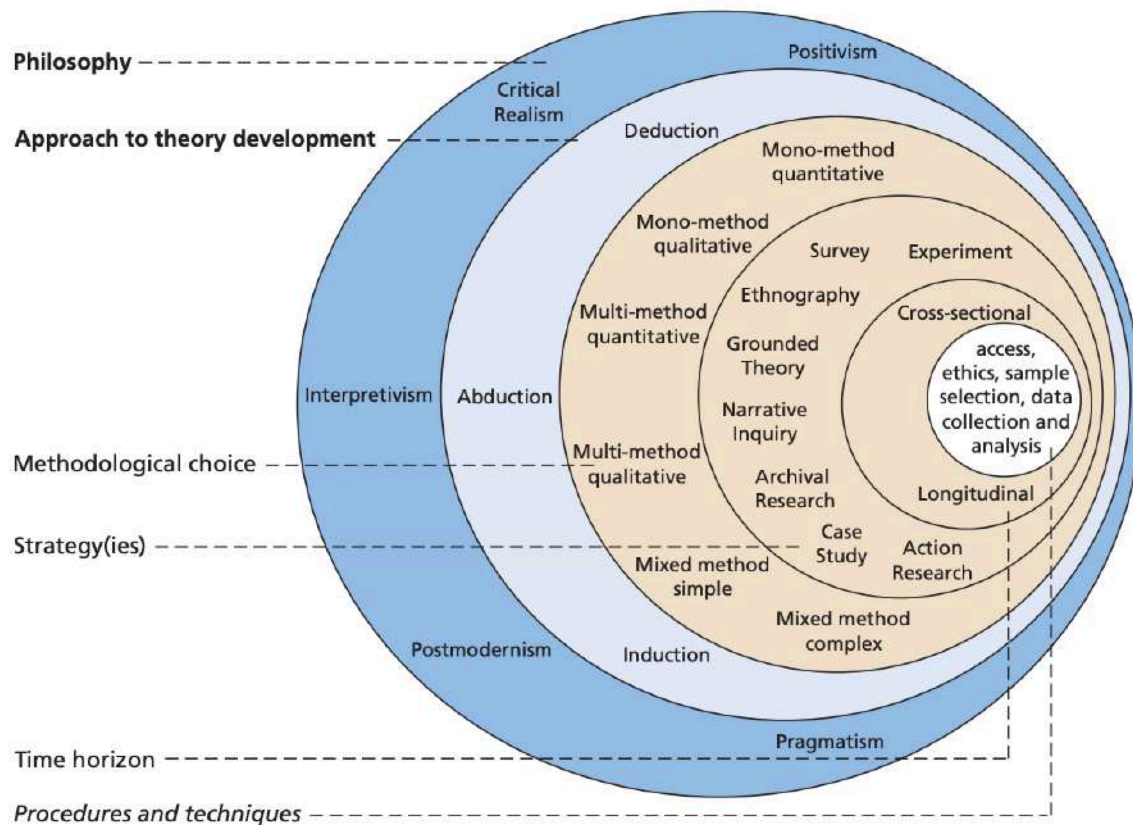 Philosophy
Positivism
Critical
Realism
Approach to theory development
Deduction
Mono-method
quantitative
Mono-method
qualitative
Survey
Experiment
Ethnography
Multi-method
quantitative
Cross-sectional
Grounded
Theory
access,
ethics, sample
selection, data
collection and
analysis
Interpretivism
Abduction
Narrative
Inquiry
Methodological choice
Multi-method
qualitative
Archival
Research
Longitudinal
Strategy(ies)
Case
Study
Action
Research
Mixed method
simple
Mixed method
complex
Postmodernism
Induction
Pragmatism
Time horizon
Procedures and techniques